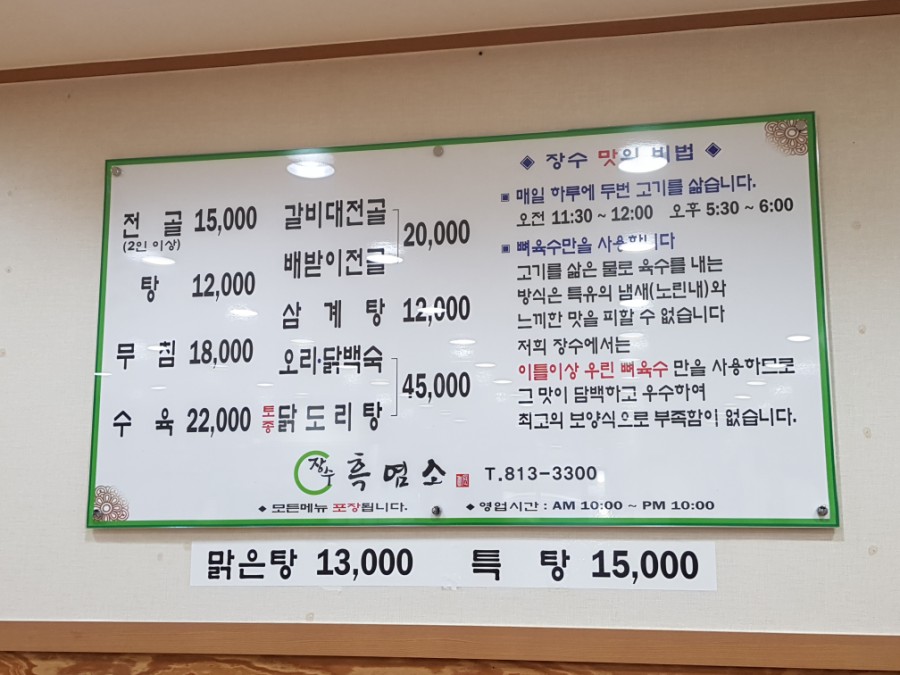 전 골 15,000
(2인 이상)
탕 12,000
무 침 18,000
수 육 22,000
갈비대전골
배받이전골
20,000
삼 계 탕 12,000
오리·닭백숙
토종 닭도리탕
45,000
◈ 장수 맛의 비법 ◈
▣ 매일 하루에 두번 고기를 삶습니다.
오전 11:30 ~ 12:00 오후 5:30 ~ 6:00
▣ 뼈육수만을 사용합니다
고기를 삶은 물로 육수를 내는
방식은 특유의 냄새(노린내)와
느끼한 맛을 피할 수 없습니다
저희 장수에서는
이틀이상 우린 뼈육수 만을 사용하므로
그 맛이 담백하고 우수하여
최고의 보양식으로 부족함이 없습니다.
장수 흑염소 T.813-3300
◆ 모든메뉴 포장됩니다. ◆ 영업시간 : AM 10:00 ~ PM 10:00
맑은탕 13,000 특 탕 15,000